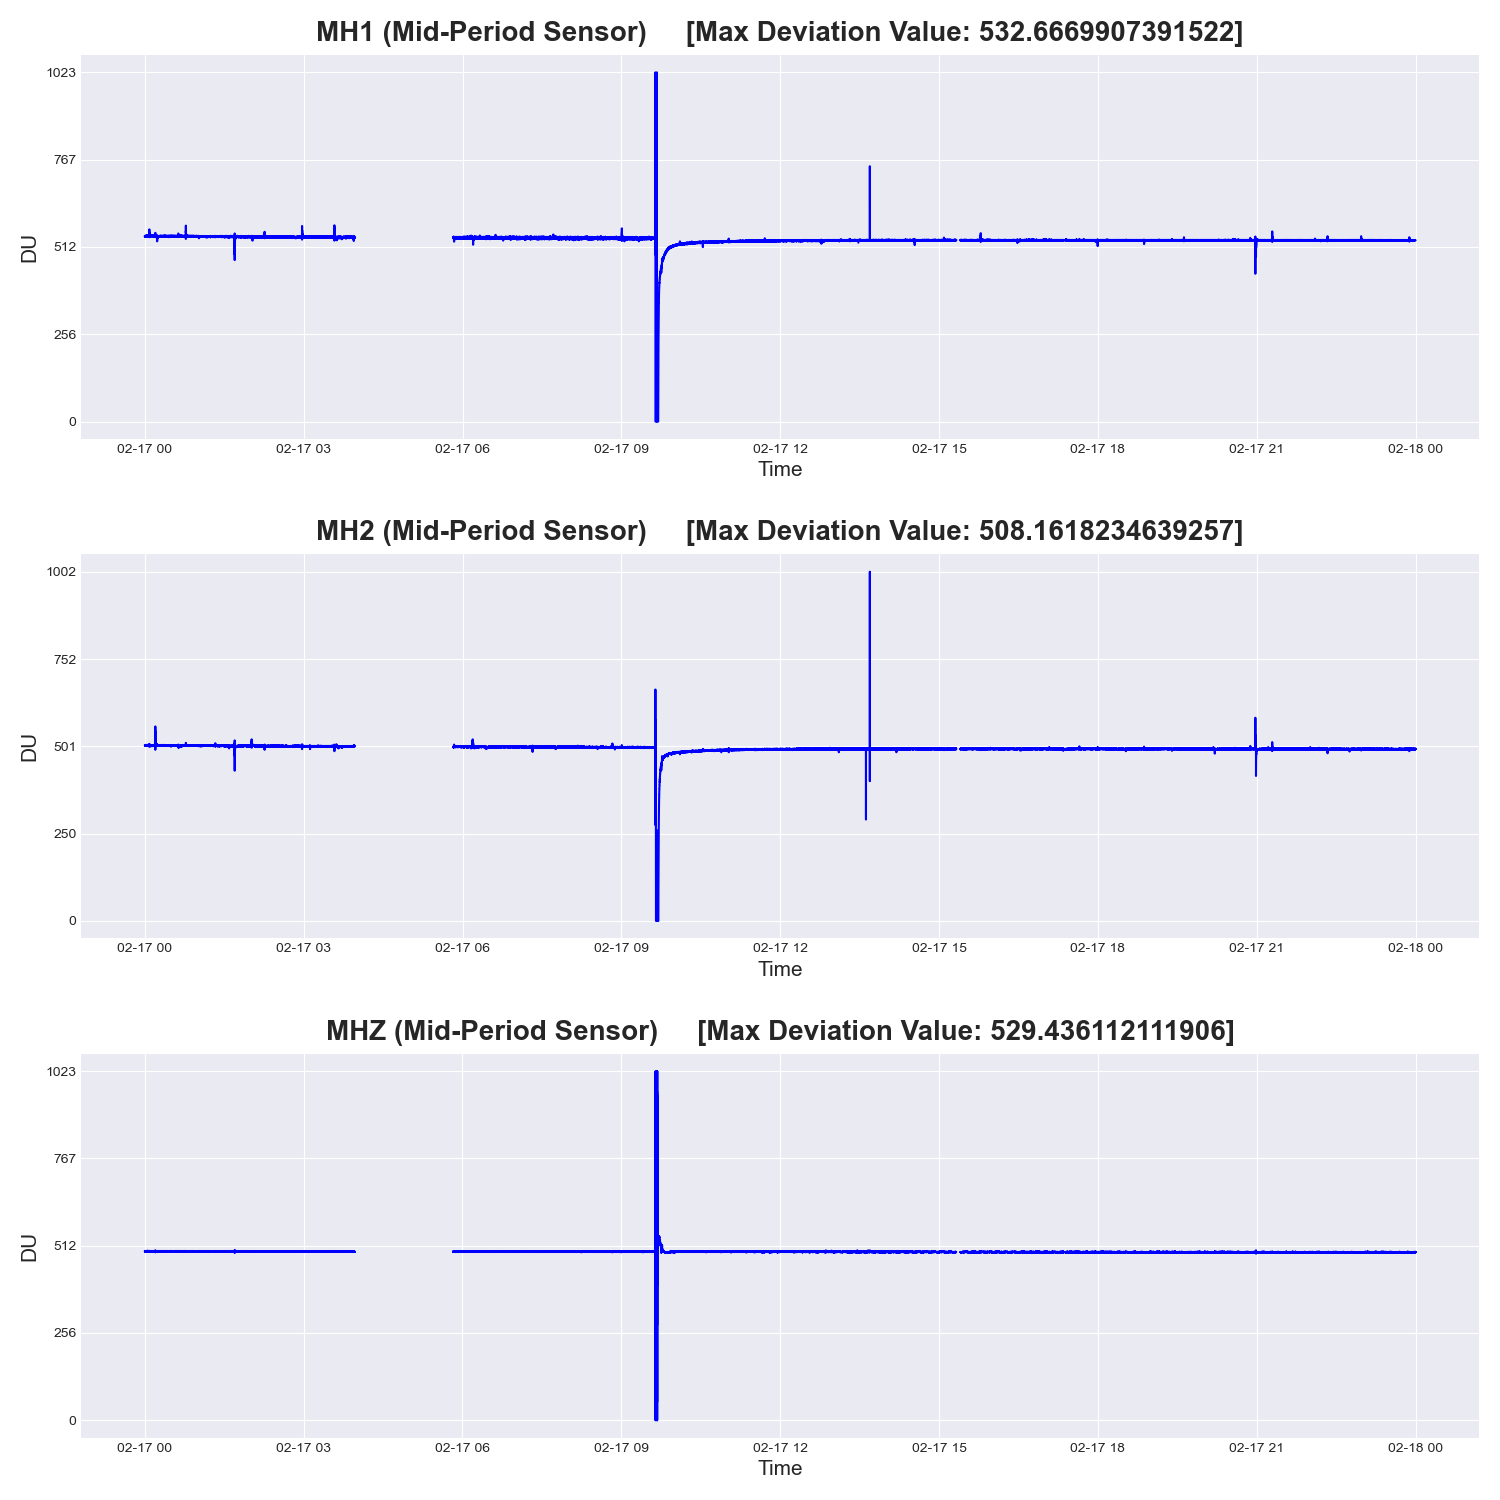 MH1 (Mid-Period Sensor) [Max Deviation Value: 532.6669907391522]
1023
767
512
256
0
DU
02-17 00 02-17 03 02-17 06 02-17 09 02-17 12 02-17 15 02-17 18 02-17 21 02-18 00
Time
MH2 (Mid-Period Sensor) [Max Deviation Value: 508.1618234639257]
1002
752
501
250
0
DU
02-17 00 02-17 03 02-17 06 02-17 09 02-17 12 02-17 15 02-17 18 02-17 21 02-18 00
Time
MHZ (Mid-Period Sensor) [Max Deviation Value: 529.436112111906]
1023
767
512
256
0
DU
02-17 00 02-17 03 02-17 06 02-17 09 02-17 12 02-17 15 02-17 18 02-17 21 02-18 00
Time